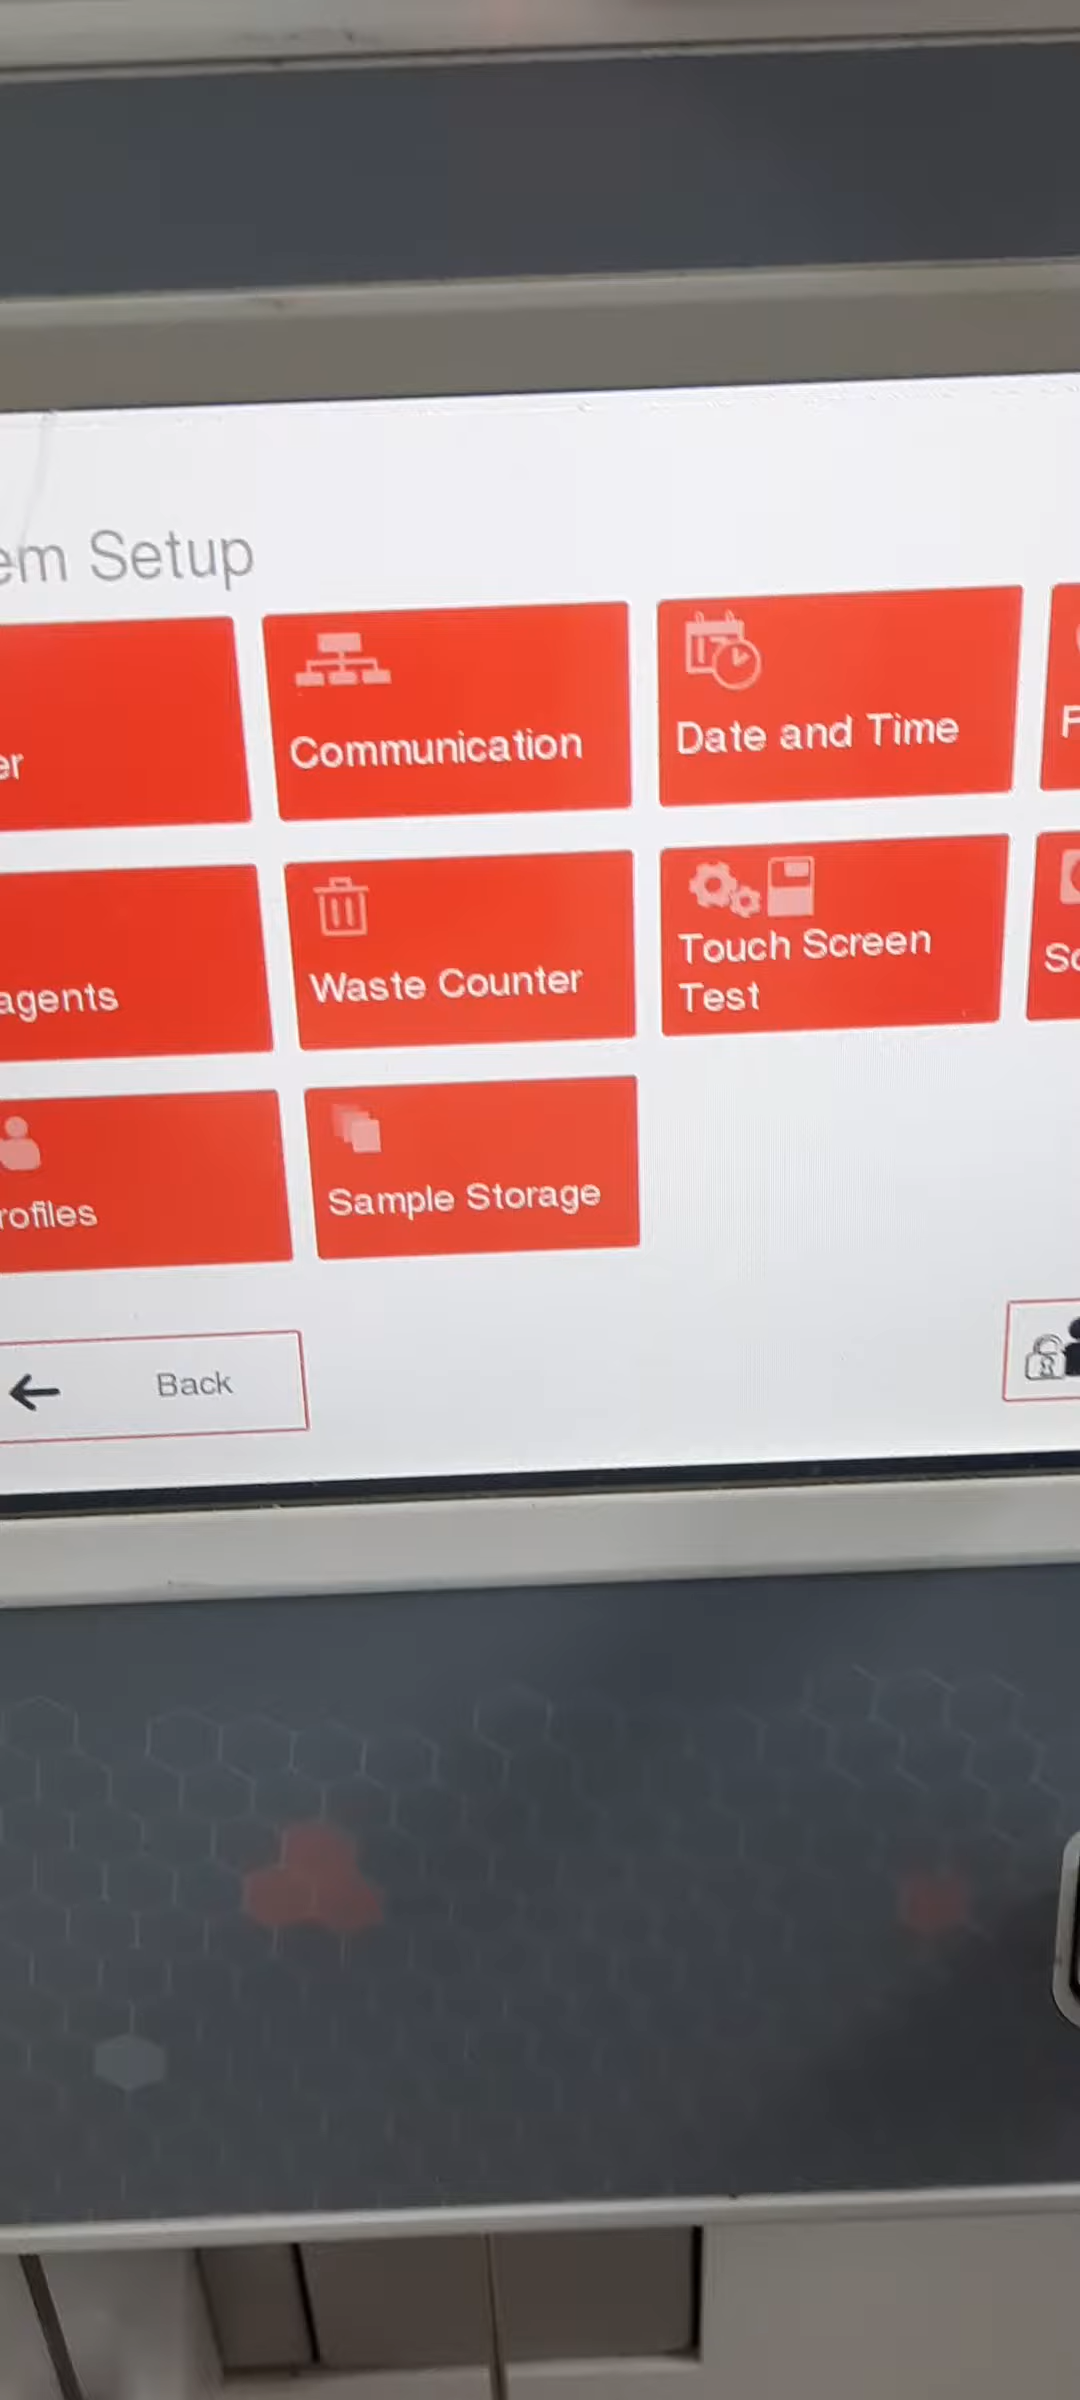 em Setup
er
Communication
Date and Time
F
agents
Waste Counter
Touch Screen
Test
Sc
rofiles
Sample Storage
Back